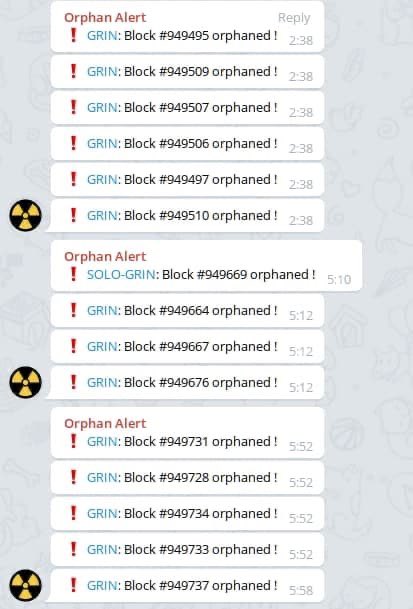 Orphan Alert Reply
❗ GRIN: Block #949495 orphaned ! 2:38
❗ GRIN: Block #949509 orphaned ! 2:38
❗ GRIN: Block #949507 orphaned ! 2:38
❗ GRIN: Block #949506 orphaned ! 2:38
❗ GRIN: Block #949497 orphaned ! 2:38
❗ GRIN: Block #949510 orphaned ! 2:38
Orphan Alert
❗ SOLO-GRIN: Block #949669 orphaned ! 5:10
❗ GRIN: Block #949664 orphaned ! 5:12
❗ GRIN: Block #949667 orphaned ! 5:12
❗ GRIN: Block #949676 orphaned ! 5:12
Orphan Alert
❗ GRIN: Block #949731 orphaned ! 5:52
❗ GRIN: Block #949728 orphaned ! 5:52
❗ GRIN: Block #949734 orphaned ! 5:52
❗ GRIN: Block #949733 orphaned ! 5:52
❗ GRIN: Block #949737 orphaned ! 5:58